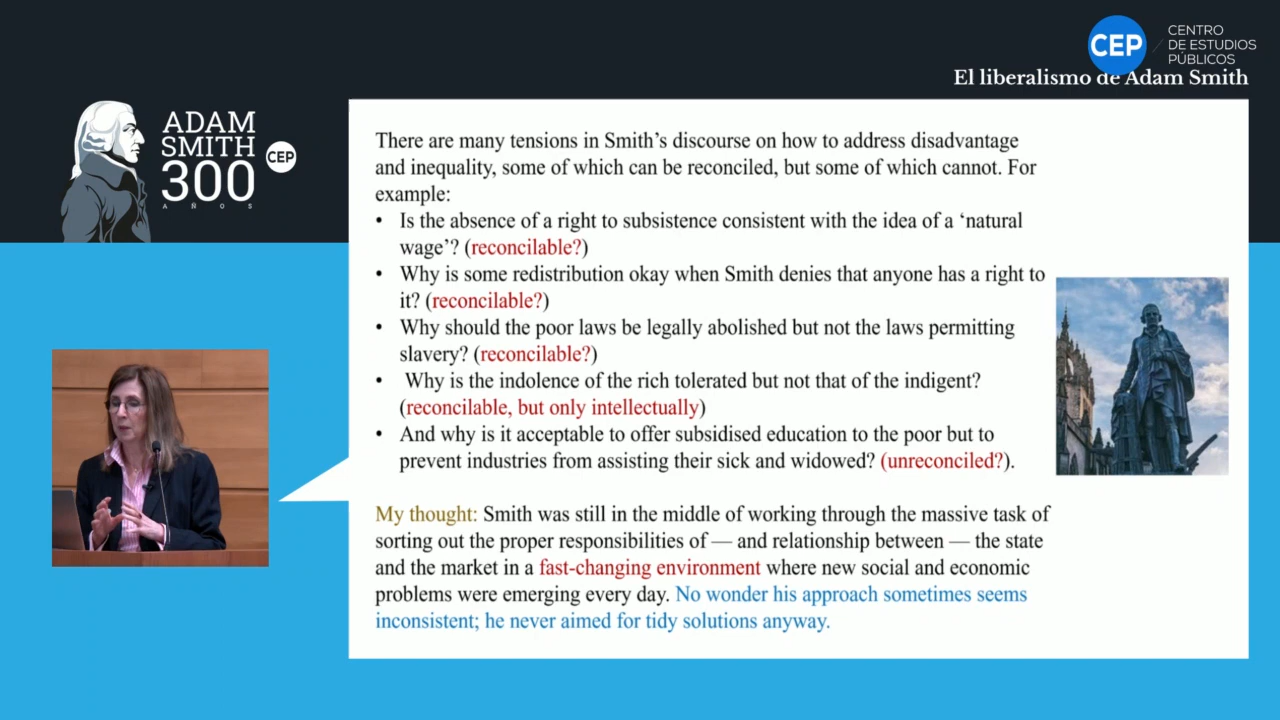 CEP
CENTRO
DE ESTUDIOS
PÚBLICOS
El liberalismo de Adam Smith
ADAM
SMITH
300
AÑOS
CEP
There are many tensions in Smith’s discourse on how to address disadvantage
and inequality, some of which can be reconciled, but some of which cannot. For
example:
• Is the absence of a right to subsistence consistent with the idea of a ‘natural
wage’? (reconcilable?)
• Why is some redistribution okay when Smith denies that anyone has a right to
it? (reconcilable?)
• Why should the poor laws be legally abolished but not the laws permitting
slavery? (reconcilable?)
• Why is the indolence of the rich tolerated but not that of the indigent?
(reconcilable, but only intellectually)
• And why is it acceptable to offer subsidised education to the poor but to
prevent industries from assisting their sick and widowed? (unreconciled?).
My thought: Smith was still in the middle of working through the massive task of
sorting out the proper responsibilities of — and relationship between — the state
and the market in a fast-changing environment where new social and economic
problems were emerging every day. No wonder his approach sometimes seems
inconsistent; he never aimed for tidy solutions anyway.